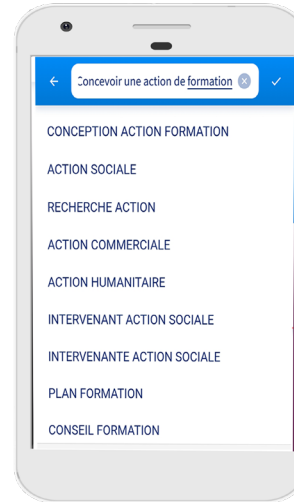 Concevoir une action de formation
CONCEPTION ACTION FORMATION
ACTION SOCIALE
RECHERCHE ACTION
ACTION COMMERCIALE
ACTION HUMANITAIRE
INTERVENANT ACTION SOCIALE
INTERVENANTE ACTION SOCIALE
PLAN FORMATION
CONSEIL FORMATION